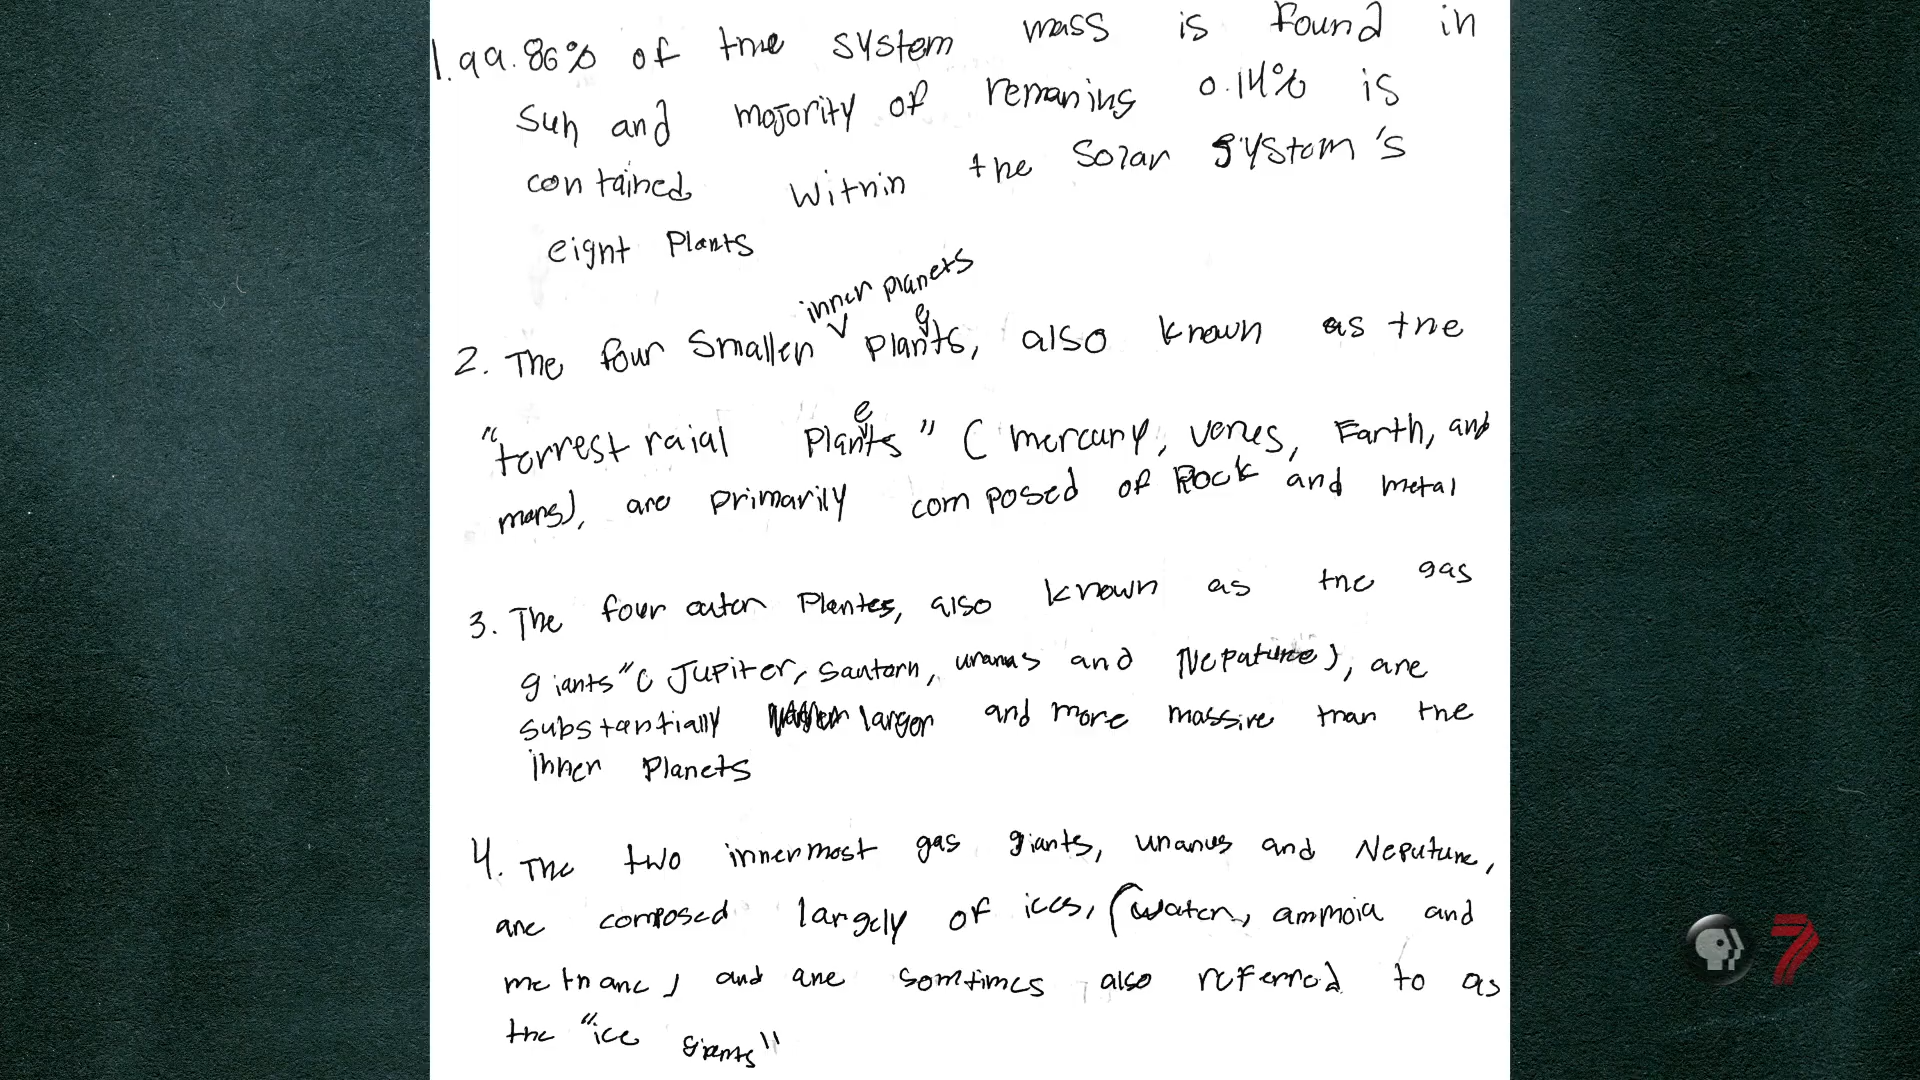 1. 99.86% of the system mass is found in
sun and majority of remaning 0.14% is
contained within the solar system's
eight plants
inner planets
2. The four smaller plants, also known as the
e
"torrestraial plants" (mercury, venes, Earth, and
e
mars), are primarily composed of Rock and metal
3. The four outer plantes, also known as the gas
giants" (Jupiter, Santorn, uranas and Nepature), are
substantially larger and more massive than the
inner planets
4. The two innermost gas giants, uranus and Neputure,
are composed largely of ices, (water, ammoia and
methane) and are somtimes also referred to as
the "ice giants"
7